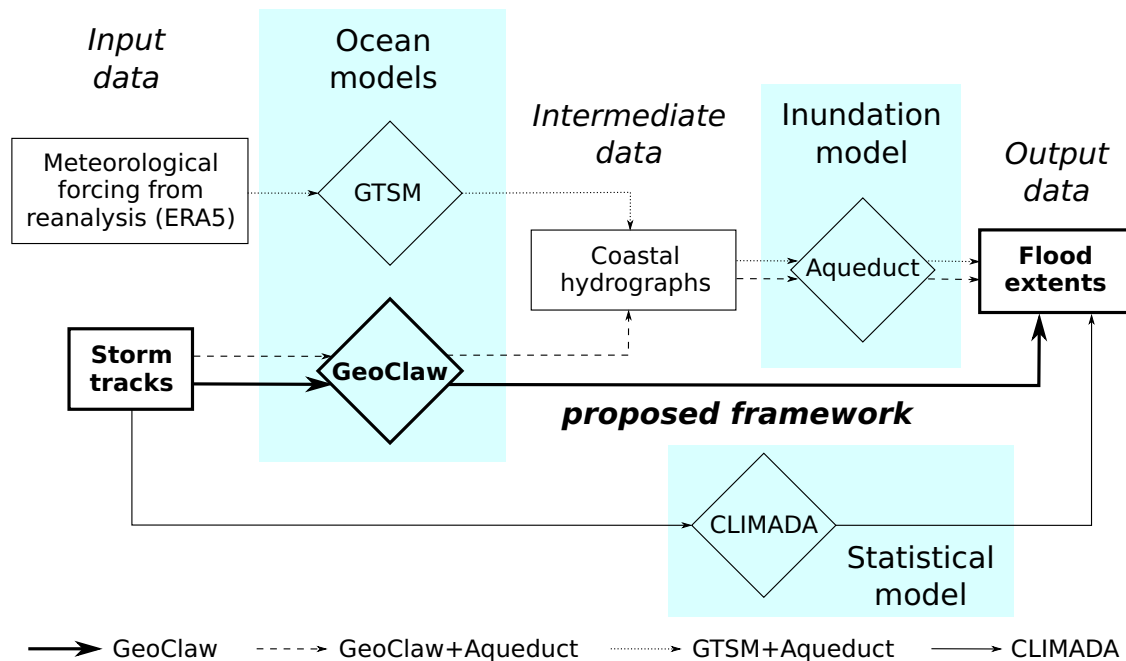 Input
data
Ocean
models
Intermediate
data
Inundation
model
Output
data
Meteorological
forcing from
reanalysis (ERA5)
GTSM
Coastal
hydrographs
Aqueduct
Flood
extents
Storm
tracks
GeoClaw
proposed framework
CLIMADA
Statistical
model
GeoClaw
GeoClaw+Aqueduct
GTSM+Aqueduct
CLIMADA